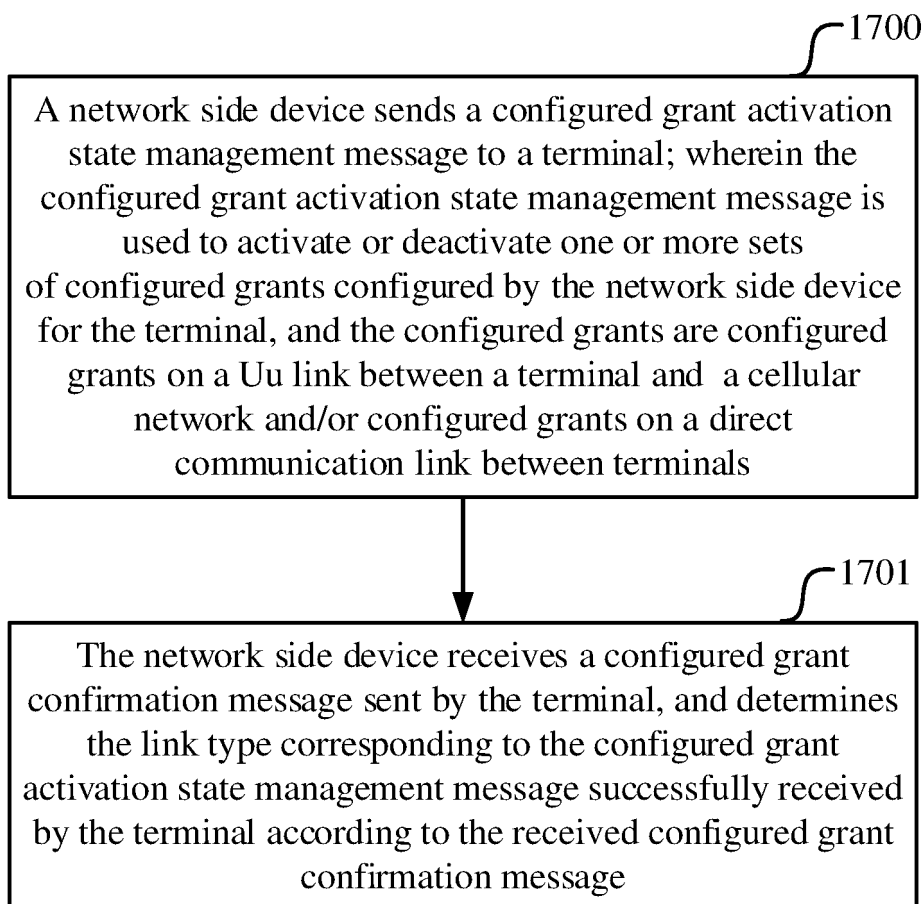 1700
A network side device sends a configured grant activation
state management message to a terminal; wherein the
configured grant activation state management message is
used to activate or deactivate one or more sets
of configured grants configured by the network side device
for the terminal, and the configured grants are configured
grants on a Uu link between a terminal and a cellular
network and/or configured grants on a direct
communication link between terminals
1701
The network side device receives a configured grant
confirmation message sent by the terminal, and determines
the link type corresponding to the configured grant
activation state management message successfully received
by the terminal according to the received configured grant
confirmation message